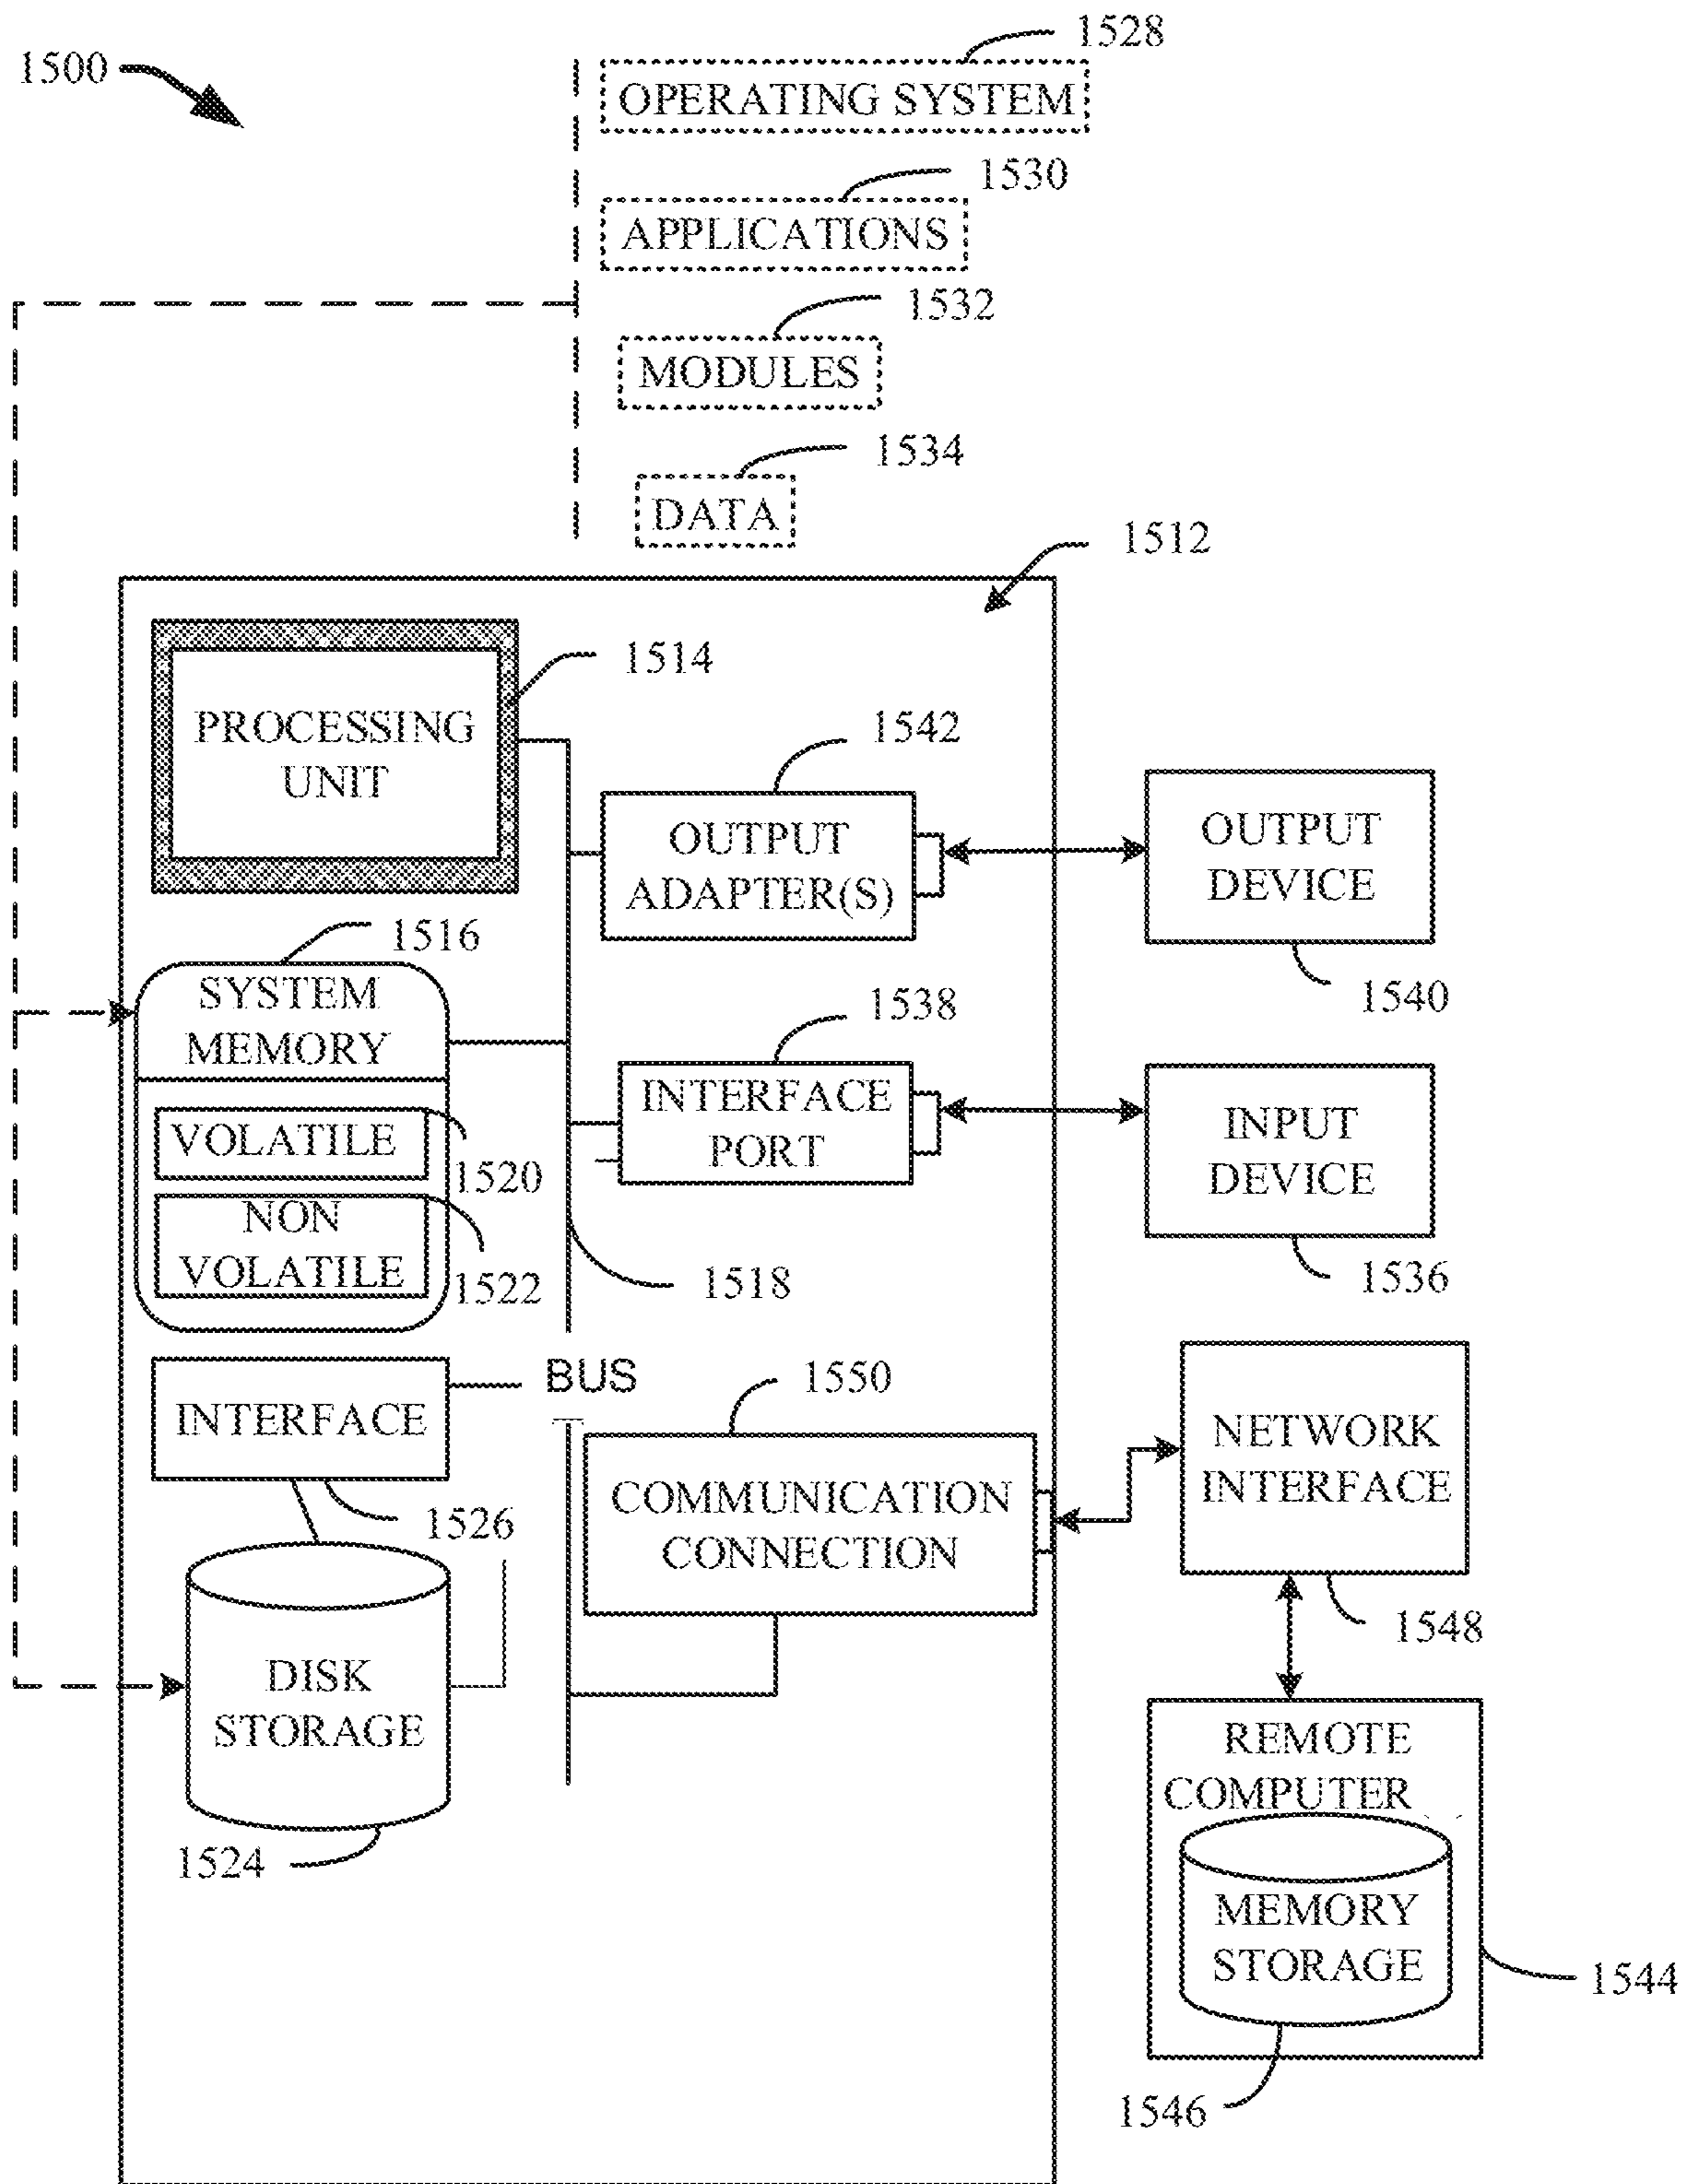 1528
1500
OPERATING SYSTEM
1530
APPLICATIONS
1532
MODULES
1534
DATA
1512
1514
PROCESSING
UNIT
1542
OUTPUT
ADAPTER(S)
OUTPUT
DEVICE
1540
1516
SYSTEM
MEMORY
VOLATILE
1520
NON
VOLATILE
1522
1538
INTERFACE
PORT
INPUT
DEVICE
1536
1518
BUS
INTERFACE
1526
1550
COMMUNICATION
CONNECTION
NETWORK
INTERFACE
1548
DISK
STORAGE
1524
REMOTE
COMPUTER
MEMORY
STORAGE
1544
1546